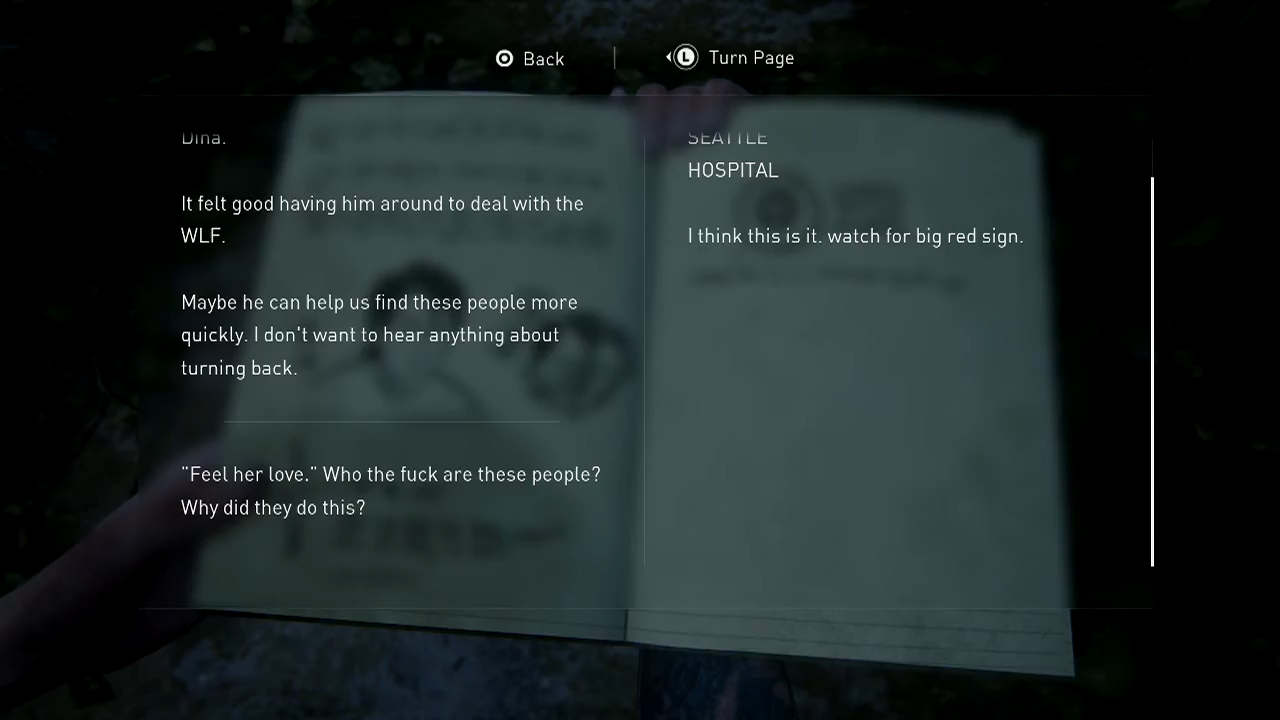 Back
L Turn Page
Dina.
It felt good having him around to deal with the
WLF.
Maybe he can help us find these people more
quickly. I don't want to hear anything about
turning back.
"Feel her love." Who the fuck are these people?
Why did they do this?
SEATTLE
HOSPITAL
I think this is it. watch for big red sign.